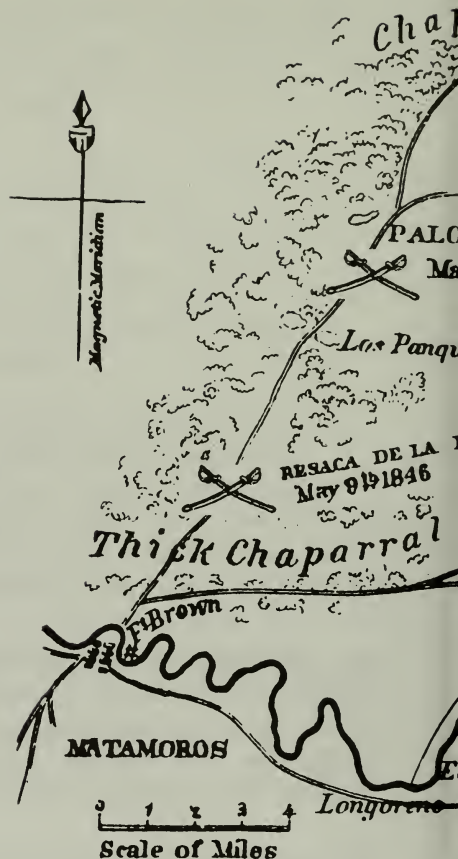 Chap
Magnetic Meridian
PALO
Ma
Los Panqu
RESACA DE LA
May 9th 1846
Thick Chaparral
Ft Brown
MATAMOROS
Longoreno
0 1 2 3 4
Scale of Miles